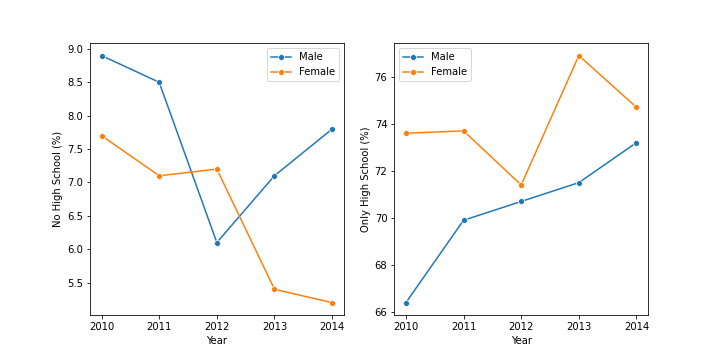 No High School (%)
9.0
8.5
8.0
7.5
7.0
6.5
6.0
5.5
Male
Female
2010 2011 2012 2013 2014
Year
Only High School (%)
76
74
72
70
68
66
Male
Female
2010 2011 2012 2013 2014
Year